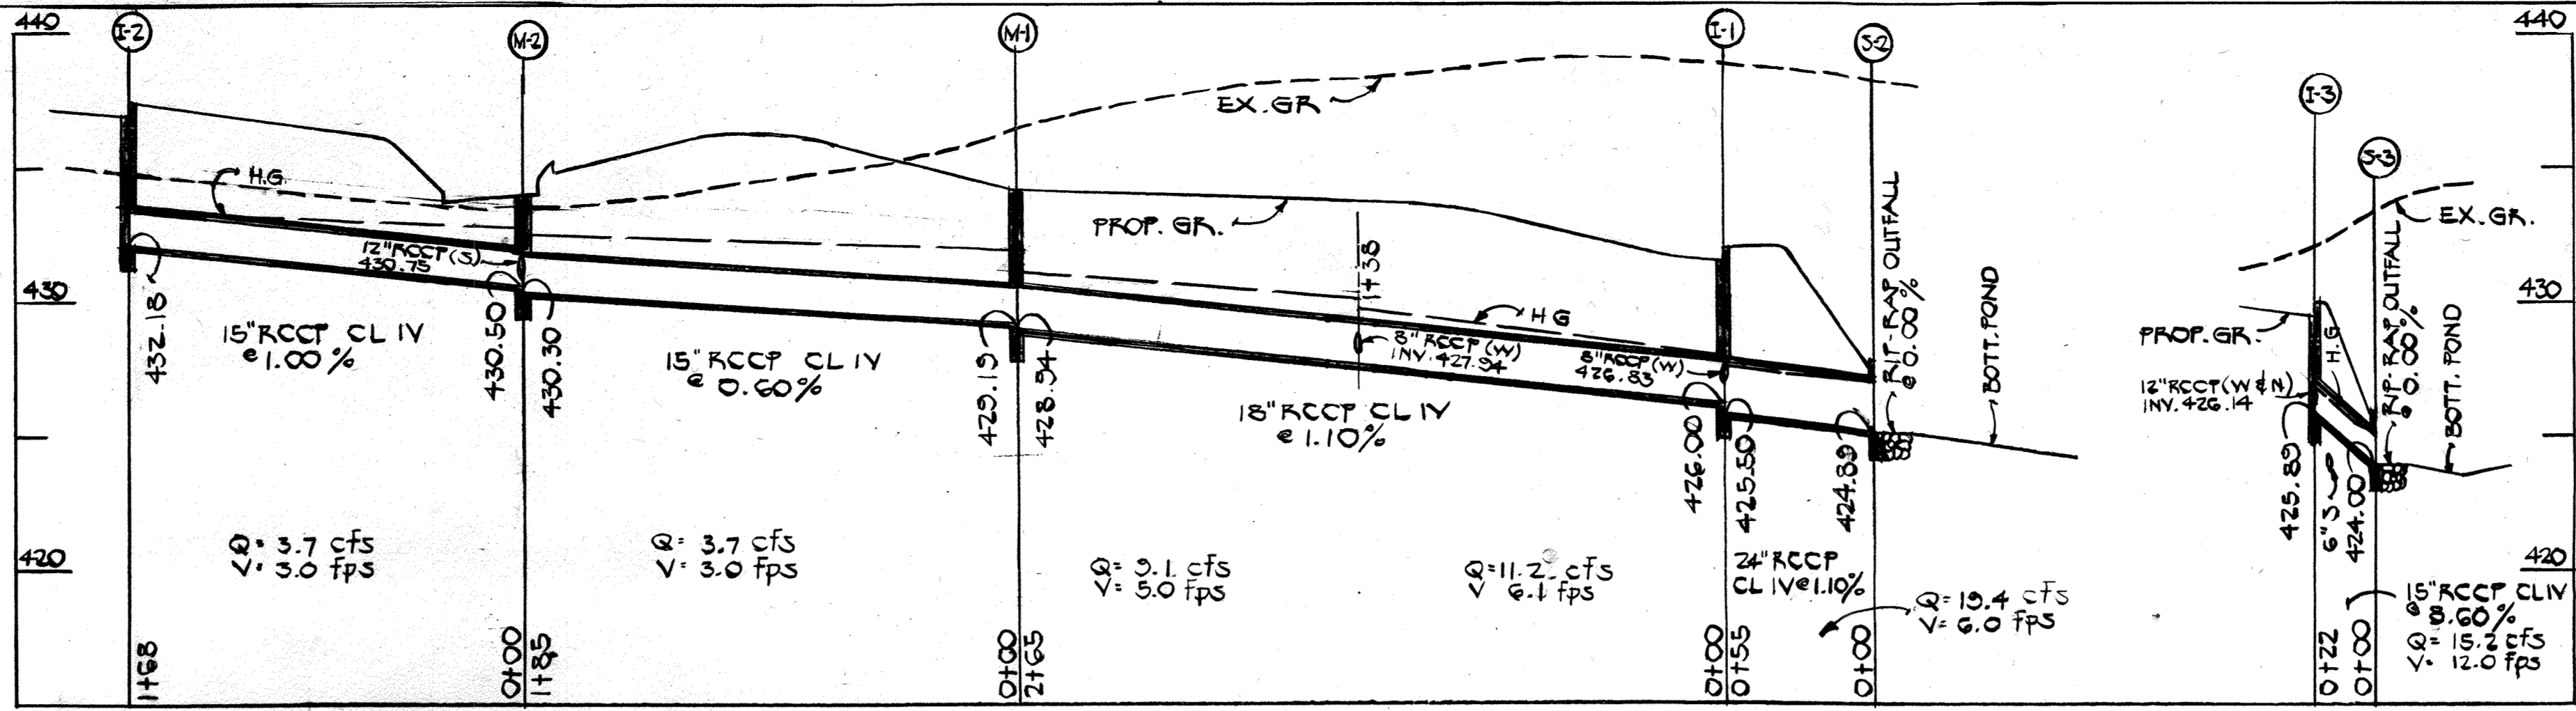 440
I-2
M-2
M-1
I-1
S-2
440
I-3
S-3
EX. GR
H.G.
PROP. GR.
12" RCCP (S)
430.75
1+38
H G
8" RCCP (W)
INV. 427.94
8" RCCP (W)
426.83
RIP-RAP OUTFALL
@ 0.00%
BOTT. POND
EX. GR.
PROP. GR.
H.G
12" RCCP (W & N)
INV. 426.14
RIP-RAP OUTFALL
@ 0.00%
BOTT. POND
430
430
432.18
15" RCCP CL IV
@ 1.00%
430.50
430.30
15" RCCP CL IV
@ 0.60%
429.19
428.94
18" RCCP CL IV
@ 1.10%
426.00
425.50
424.89
425.89
6" S
424.00
420
420
Q= 3.7 cfs
V= 3.0 fps
Q= 3.7 cfs
V= 3.0 fps
Q= 9.1 cfs
V= 5.0 fps
Q=11.2 cfs
V 6.1 fps
24" RCCP
CL IV @ 1.10%
Q=19.4 cfs
V= 6.0 fps
15" RCCP CL IV
@ 8.60%
Q= 15.2 cfs
V= 12.0 fps
1+68
0+00
1+85
0+00
2+65
0+00
0+55
0+00
0+22
0+00